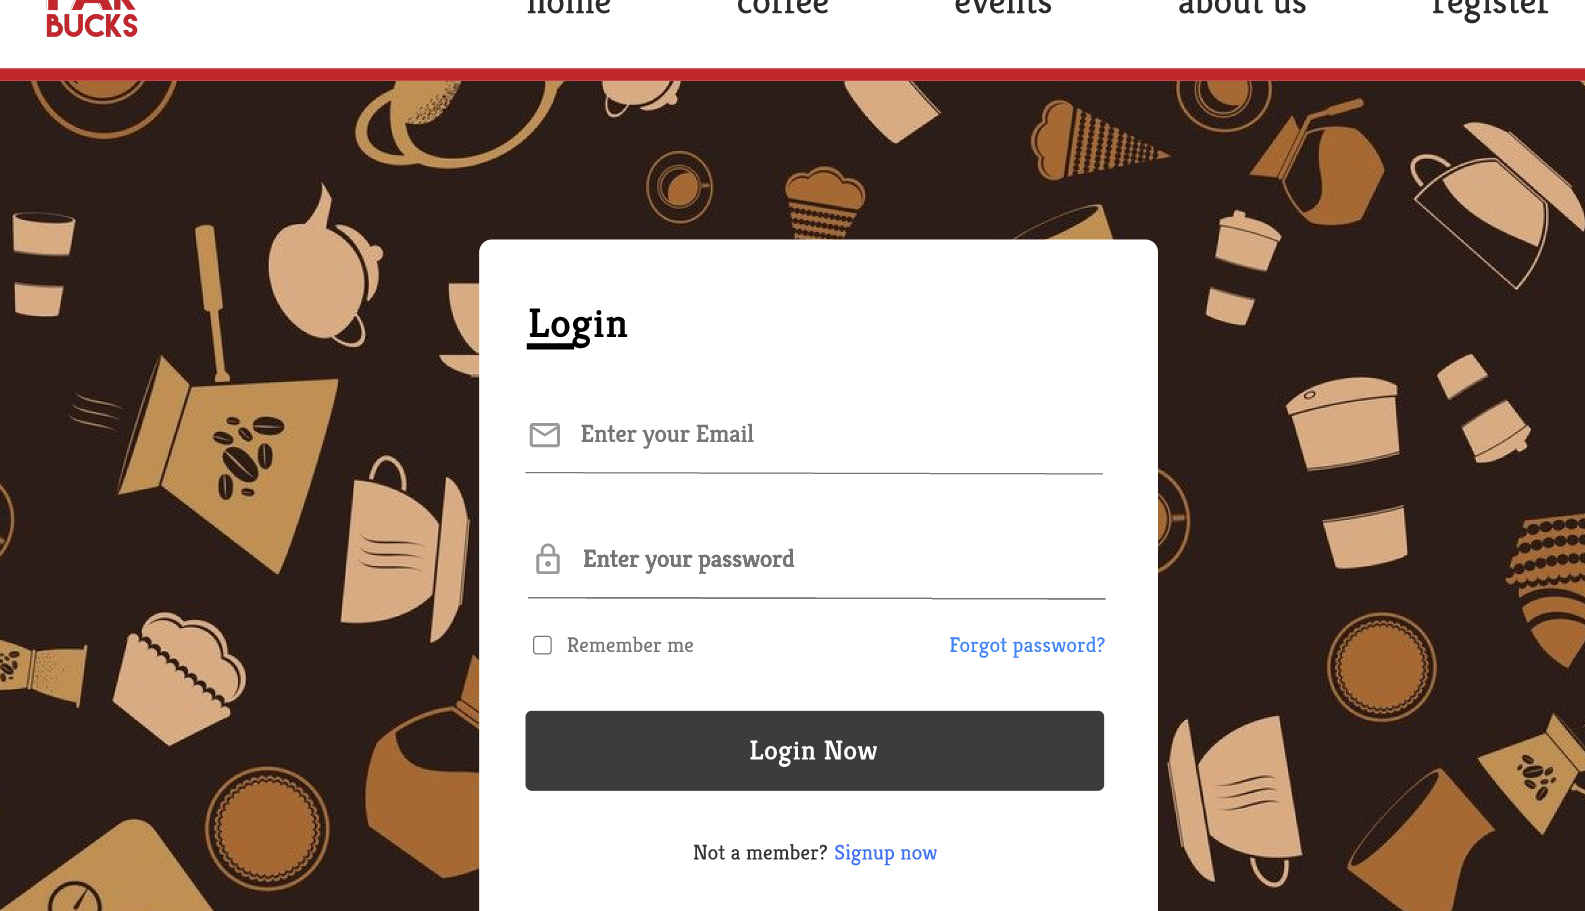 BUCKS
home coffee events about us register
Login
Enter your Email
Enter your password
Remember me Forgot password?
Login Now
Not a member? Signup now